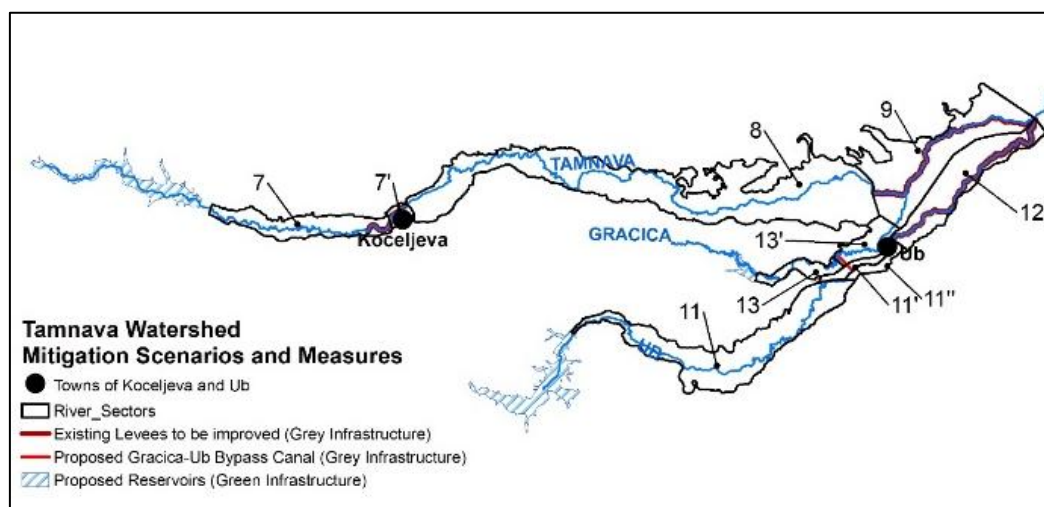 9
8
TAMNAVA
7
7'
12
Koceljeva
GRACICA
13'
Ub
13
11'
11"
11
UB
Tamnava Watershed
Mitigation Scenarios and Measures
Towns of Koceljeva and Ub
River_Sectors
Existing Levees to be improved (Grey Infrastructure)
Proposed Gracica-Ub Bypass Canal (Grey Infrastructure)
Proposed Reservoirs (Green Infrastructure)